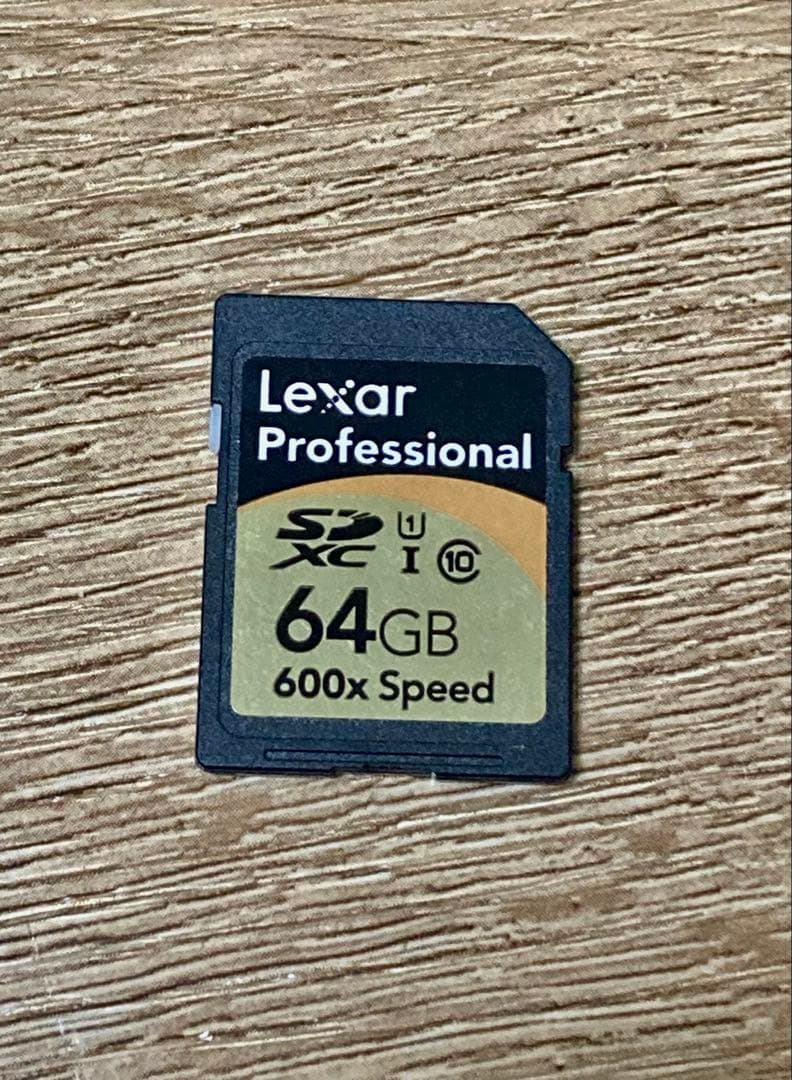 Lexar
Professional
SD XC
1
I 10
64GB
600x Speed